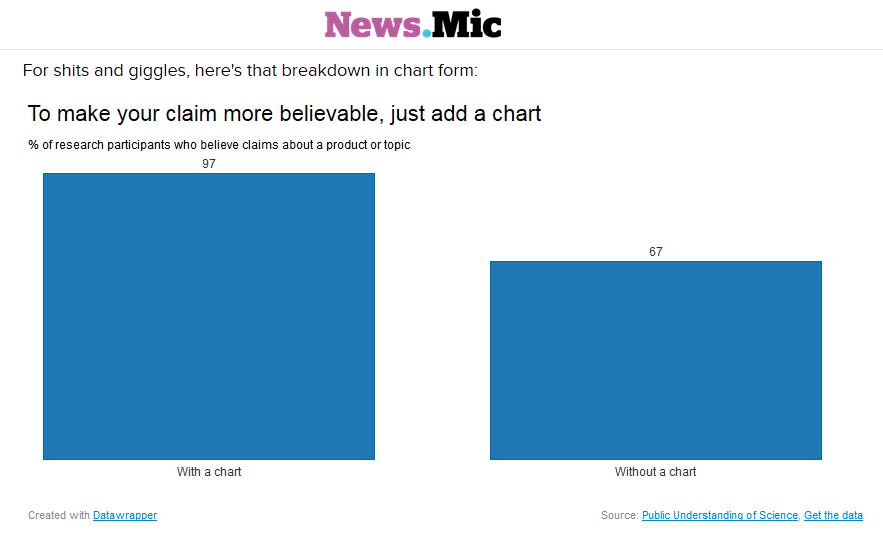 News.Mic
For shits and giggles, here's that breakdown in chart form:
To make your claim more believable, just add a chart
% of research participants who believe claims about a product or topic
97
67
With a chart
Without a chart
Created with Datawrapper
Source: Public Understanding of Science, Get the data